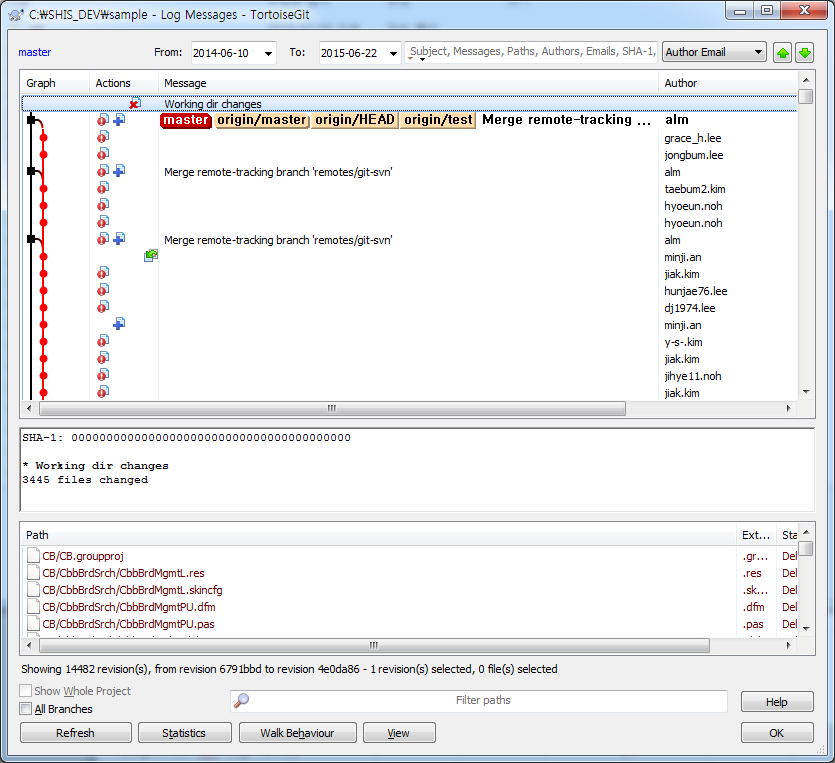 C:\SHIS_DEV\sample - Log Messages - TortoiseGit
master From: 2014-06-10 To: 2015-06-22 Subject, Messages, Paths, Authors, Emails, SHA-1, Author Email
Graph Actions Message Author
Working dir changes
master origin/master origin/HEAD origin/test Merge remote-tracking ... alm
grace_h.lee
jongbum.lee
Merge remote-tracking branch 'remotes/git-svn' alm
taebum2.kim
hyoeun.noh
hyoeun.noh
Merge remote-tracking branch 'remotes/git-svn' alm
minji.an
jiak.kim
hunjae76.lee
dj1974.lee
minji.an
y-s-.kim
jiak.kim
jihye11.noh
jiak.kim
SHA-1: 0000000000000000000000000000000000000000
* Working dir changes
3445 files changed
Path Ext... Sta
CB/CB.groupproj .gr... Del
CB/CbbBrdSrch/CbbBrdMgmtL.res .res Del
CB/CbbBrdSrch/CbbBrdMgmtL.skincfg .sk... Del
CB/CbbBrdSrch/CbbBrdMgmtPU.dfm .dfm Del
CB/CbbBrdSrch/CbbBrdMgmtPU.pas .pas Del
Showing 14482 revision(s), from revision 6791bbd to revision 4e0da86 - 1 revision(s) selected, 0 file(s) selected
Show Whole Project
All Branches
Filter paths
Help
Refresh Statistics Walk Behaviour View OK